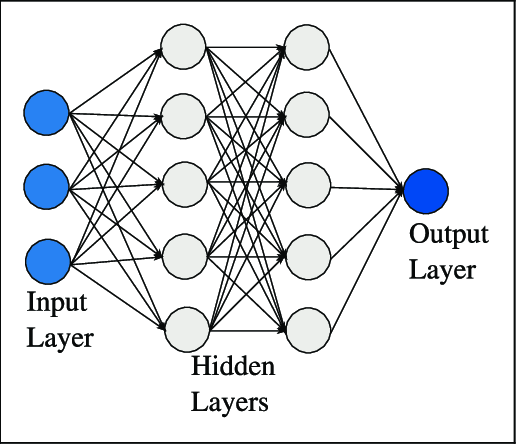 Input
Layer
Hidden
Layers
Output
Layer